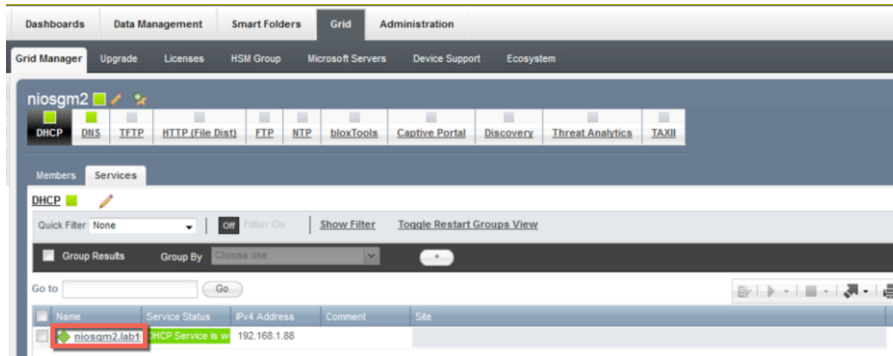 Dashboards Data Management Smart Folders Grid Administration
Grid Manager Upgrade Licenses HSM Group Microsoft Servers Device Support Ecosystem
niosgm2
DHCP DNS TFTP HTTP (File Dist) FTP NTP bloxTools Captive Portal Discovery Threat Analytics TAXII
Members Services
DHCP
Quick Filter None Off Filter On Show Filter Toggle Restart Groups View
Group Results Group By Choose one +
Go to Go
Name Service Status IPv4 Address Comment Site
niosgm2.lab1 DHCP Service is w 192.168.1.88